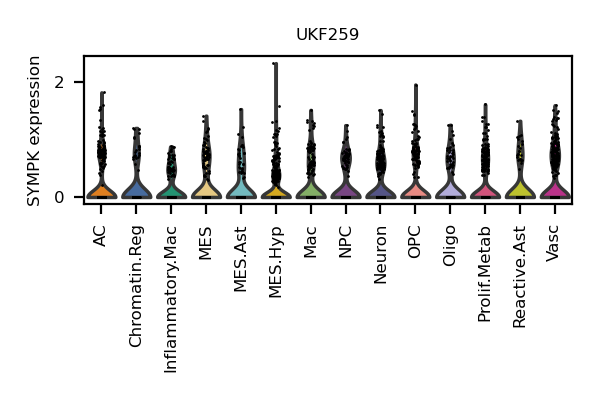 UKF259
SYMPK expression
2
0
AC
Chromatin.Reg
Inflammatory.Mac
MES
MES.Ast
MES.Hyp
Mac
NPC
Neuron
OPC
Oligo
Prolif.Metab
Reactive.Ast
Vasc